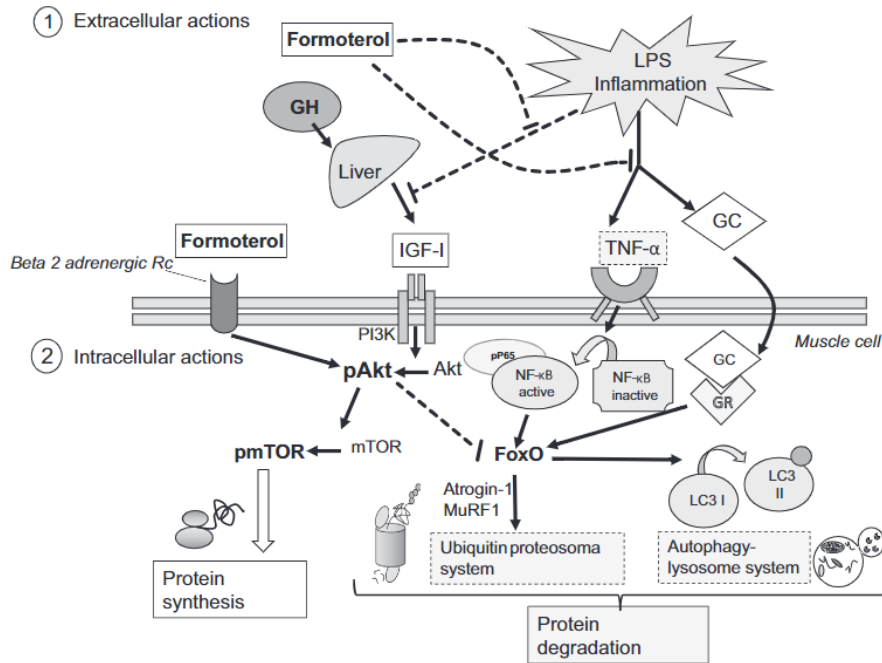 1 Extracellular actions
Formoterol
LPS
Inflammation
GH
Liver
GC
Formoterol
IGF-I
TNF-α
Beta 2 adrenergic Rc
PI3K
Muscle cell
2 Intracellular actions
pAkt
Akt
pP65
NF-κB
active
NF-κB
inactive
GC
GR
pmTOR
mTOR
FoxO
Atrogin-1
MuRF1
LC3 I
LC3
II
Ubiquitin proteosoma
system
Autophagy-
lysosome system
Protein
synthesis
Protein
degradation